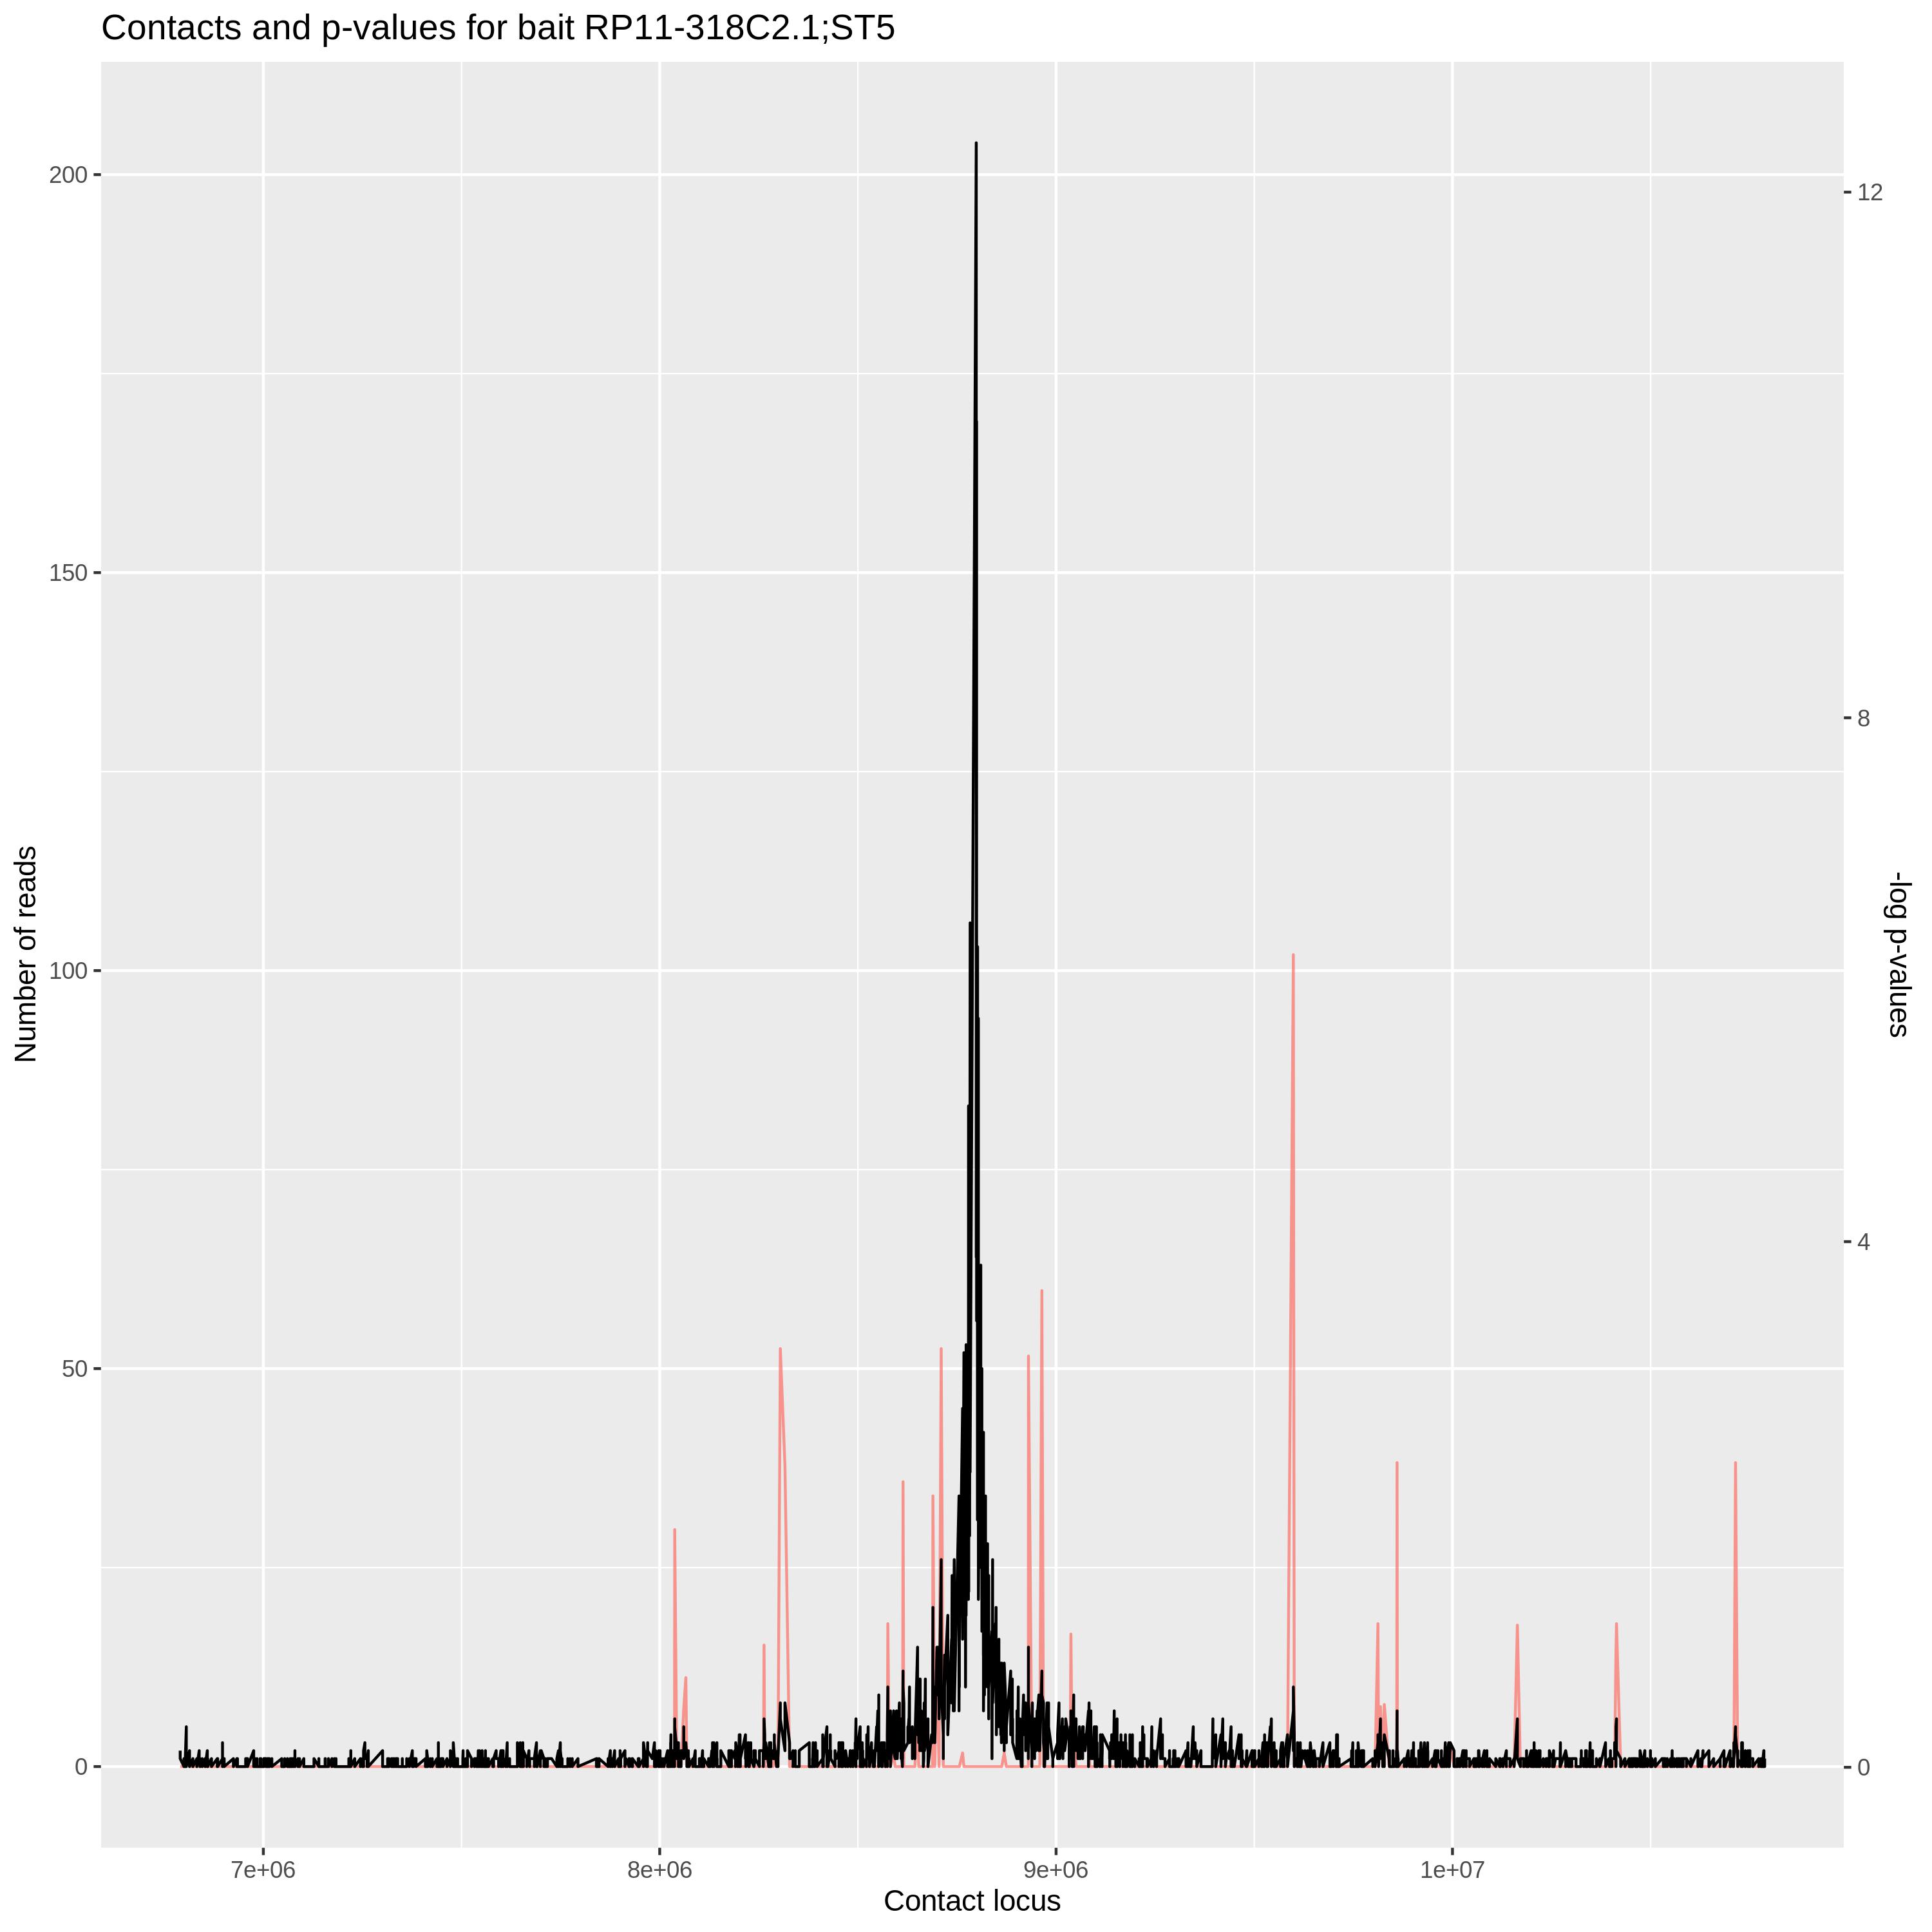 Contacts and p-values for bait RP11-318C2.1;ST5
200
150
100
50
0
Number of reads
12
8
4
0
-log p-values
7e+06
8e+06
9e+06
1e+07
Contact locus